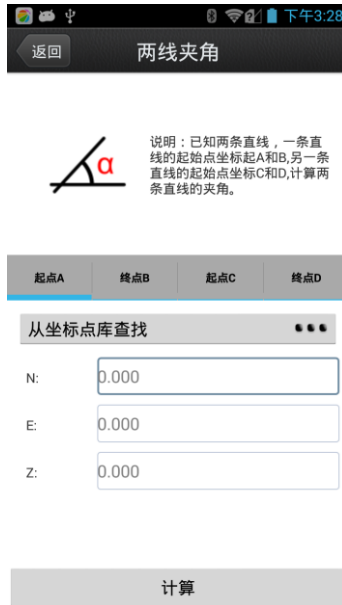 下午3:28
返回
两线夹角
α
说明：已知两条直线，一条直
线的起始点坐标起A和B,另一条
直线的起始点坐标C和D,计算两
条直线的夹角。
起点A 终点B 起点C 终点D
从坐标点库查找
N: 0.000
E: 0.000
Z: 0.000
计算